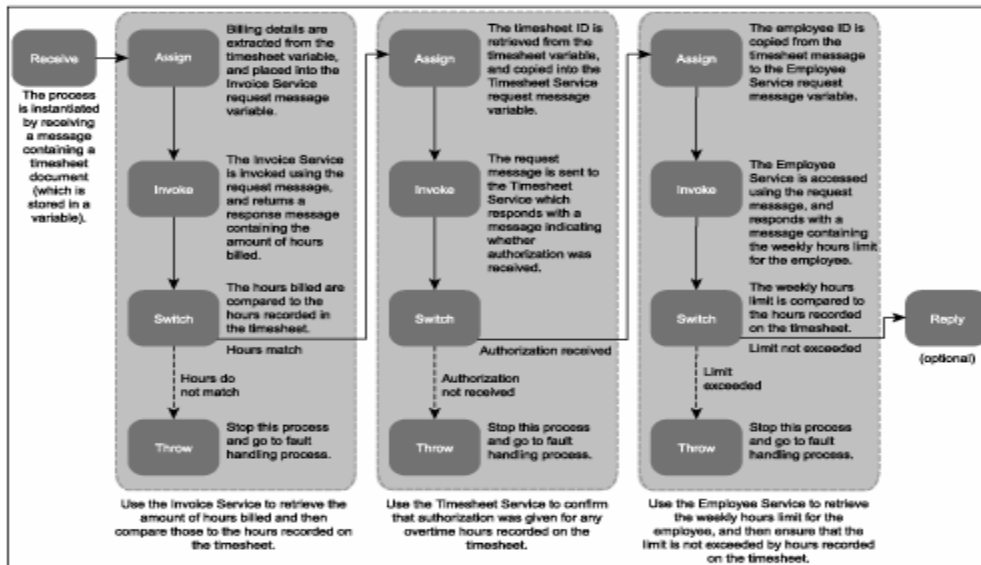 Receive
The process
is instantiated
by receiving
a message
containing a
timesheet
document
(which is
stored in a
variable).
Assign
Billing details are
extracted from
the timesheet
variable,
and placed into
the Invoice Service
request message
variable.
Invoke
The Invoice Service
is invoked using the
request message,
and returns a
response message
containing the
amount of hours
billed.
Switch
The hours billed are
compared to the
hours recorded in
the timesheet.
Hours match
Hours do
not match
Throw
Stop this process
and go to fault
handling process.
Use the Invoice Service to retrieve the
amount of hours billed and then
compare those to the hours recorded on
the timesheet.
Assign
The timesheet ID is
retrieved from the
timesheet variable,
and copied into the
Timesheet Service
request message
variable.
Invoke
The request
message is sent to
the Timesheet
Service which
responds with a
message indicating
whether
authorization was
received.
Switch
Authorization received
Authorization
not received
Throw
Stop this process
and go to fault
handling process.
Use the Timesheet Service to confirm
that authorization was given for any
overtime hours recorded on the
timesheet.
Assign
The employee ID is
copied from the
timesheet message
to the Employee
Service request
message variable.
Invoke
The Employee
Service is accessed
using the request
message, and
responds with a
message containing
the weekly hours limit
for the employee.
Switch
The weekly hours
limit is compared to
the hours recorded
on the timesheet.
Limit not exceeded
Limit
exceeded
Throw
Stop this process
and go to fault
handling process.
Use the Employee Service to retrieve
the weekly hours limit for the
employee, and then ensure that the
limit is not exceeded by hours recorded
on the timesheet.
Reply
(optional)